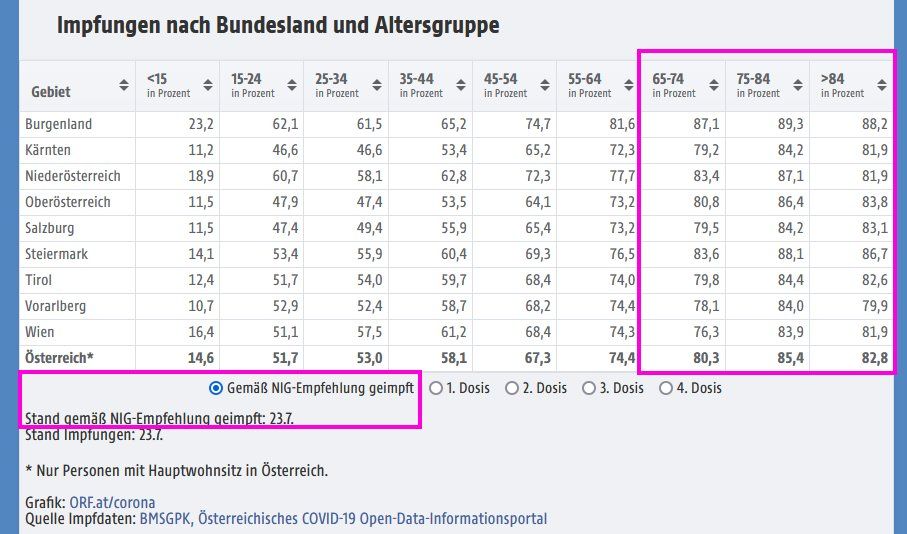 Impfungen nach Bundesland und Altersgruppe
Gebiet <15 in Prozent 15-24 in Prozent 25-34 in Prozent 35-44 in Prozent 45-54 in Prozent 55-64 in Prozent 65-74 in Prozent 75-84 in Prozent >84 in Prozent
Burgenland 23,2 62,1 61,5 65,2 74,7 81,6 87,1 89,3 88,2
Kärnten 11,2 46,6 46,6 53,4 65,2 72,3 79,2 84,2 81,9
Niederösterreich 18,9 60,7 58,1 62,8 72,3 77,7 83,4 87,1 81,9
Oberösterreich 11,5 47,9 47,4 53,5 64,1 73,2 80,8 86,4 83,8
Salzburg 11,5 47,4 49,4 55,9 65,4 73,2 79,5 84,2 83,1
Steiermark 14,1 53,4 55,9 60,4 69,3 76,5 83,6 88,1 86,7
Tirol 12,4 51,7 54,0 59,7 68,4 74,0 79,8 84,4 82,6
Vorarlberg 10,7 52,9 52,4 58,7 68,2 74,4 78,1 84,0 79,9
Wien 16,4 51,1 57,5 61,2 68,4 74,3 76,3 83,9 81,9
Österreich* 14,6 51,7 53,0 58,1 67,3 74,4 80,3 85,4 82,8
Gemäß NIG-Empfehlung geimpft 1. Dosis 2. Dosis 3. Dosis 4. Dosis
Stand gemäß NIG-Empfehlung geimpft: 23.7.
Stand Impfungen: 23.7.
* Nur Personen mit Hauptwohnsitz in Österreich.
Grafik: ORF.at/corona
Quelle Impfdaten: BMSGPK, Österreichisches COVID-19 Open-Data-Informationsportal